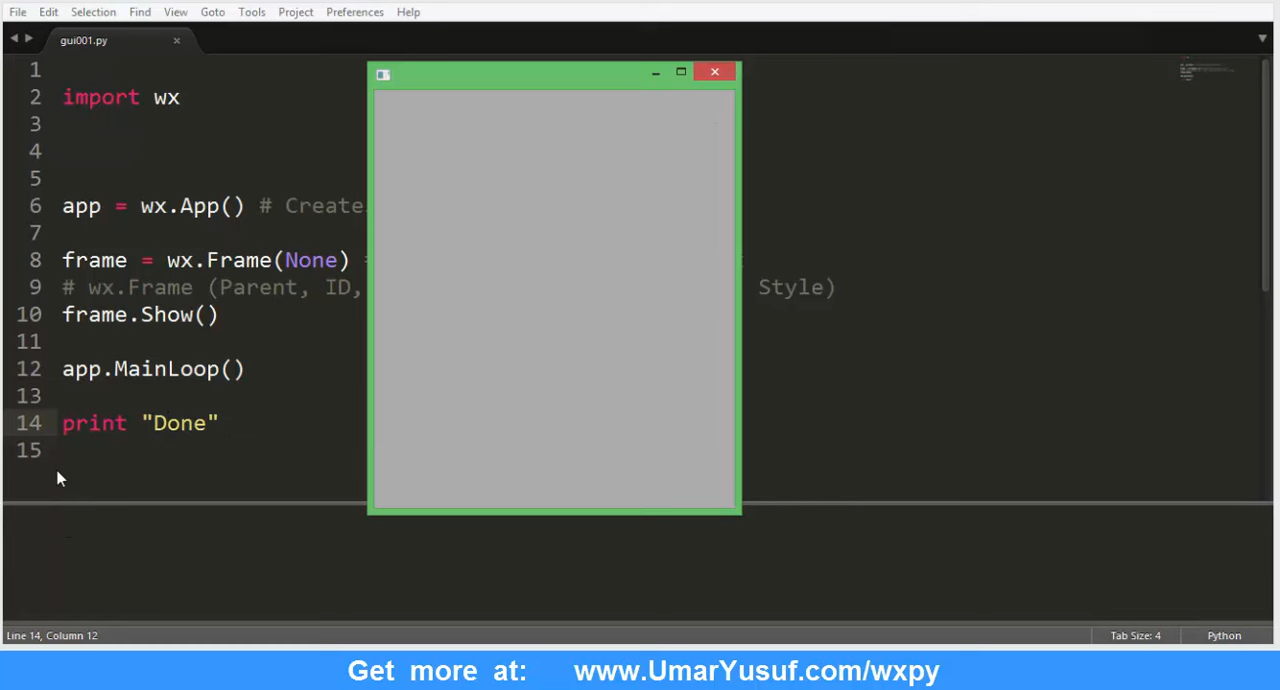 File Edit Selection Find View Goto Tools Project Preferences Help
gui001.py
1
2 import wx
3
4
5
6 app = wx.App() # Create
7
8 frame = wx.Frame(None)
9 # wx.Frame (Parent, ID, Style)
10 frame.Show()
11
12 app.MainLoop()
13
14 print "Done"
15
Line 14, Column 12 Tab Size: 4 Python
Get more at: www.UmarYusuf.com/wxpy